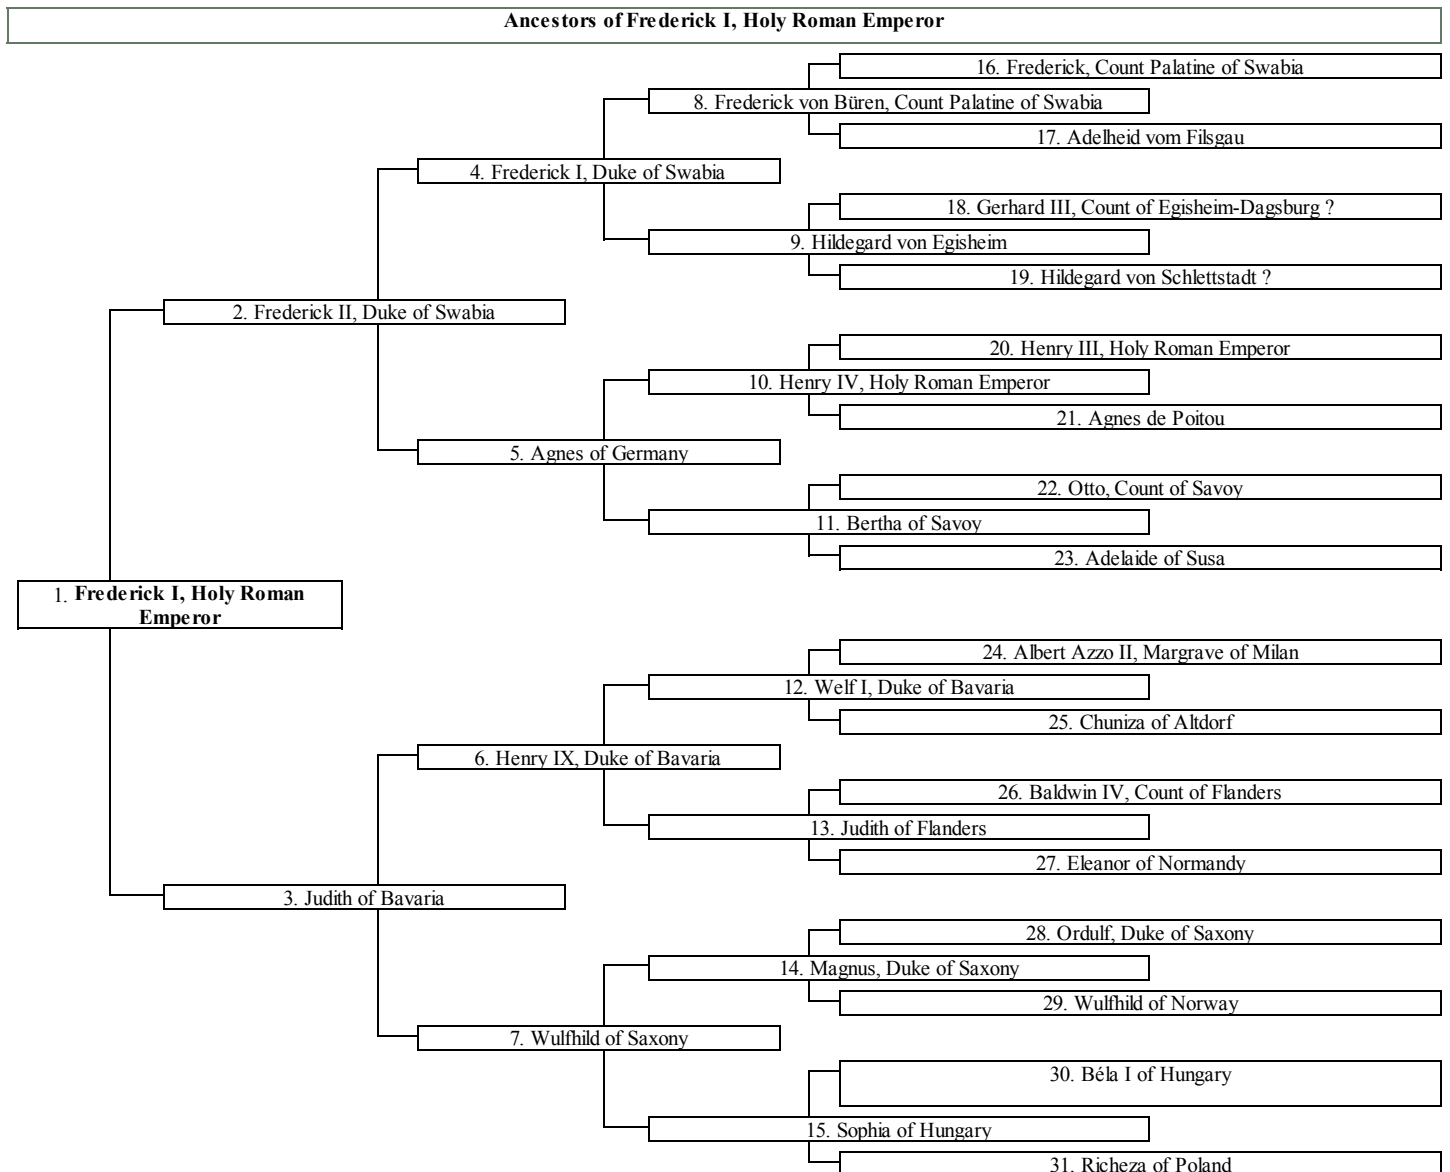 Ancestors of Frederick I, Holy Roman Emperor
16. Frederick, Count Palatine of Swabia
8. Frederick von Büren, Count Palatine of Swabia
17. Adelheid vom Filsgau
4. Frederick I, Duke of Swabia
18. Gerhard III, Count of Egisheim-Dagsburg ?
9. Hildegard von Egisheim
19. Hildegard von Schlettstadt ?
2. Frederick II, Duke of Swabia
20. Henry III, Holy Roman Emperor
10. Henry IV, Holy Roman Emperor
21. Agnes de Poitou
5. Agnes of Germany
22. Otto, Count of Savoy
11. Bertha of Savoy
23. Adelaide of Susa
1. Frederick I, Holy Roman
Emperor
24. Albert Azzo II, Margrave of Milan
12. Welf I, Duke of Bavaria
25. Chuniza of Altdorf
6. Henry IX, Duke of Bavaria
26. Baldwin IV, Count of Flanders
13. Judith of Flanders
27. Eleanor of Normandy
3. Judith of Bavaria
28. Ordulf, Duke of Saxony
14. Magnus, Duke of Saxony
29. Wulfhild of Norway
7. Wulfhild of Saxony
30. Béla I of Hungary
15. Sophia of Hungary
31. Richeza of Poland